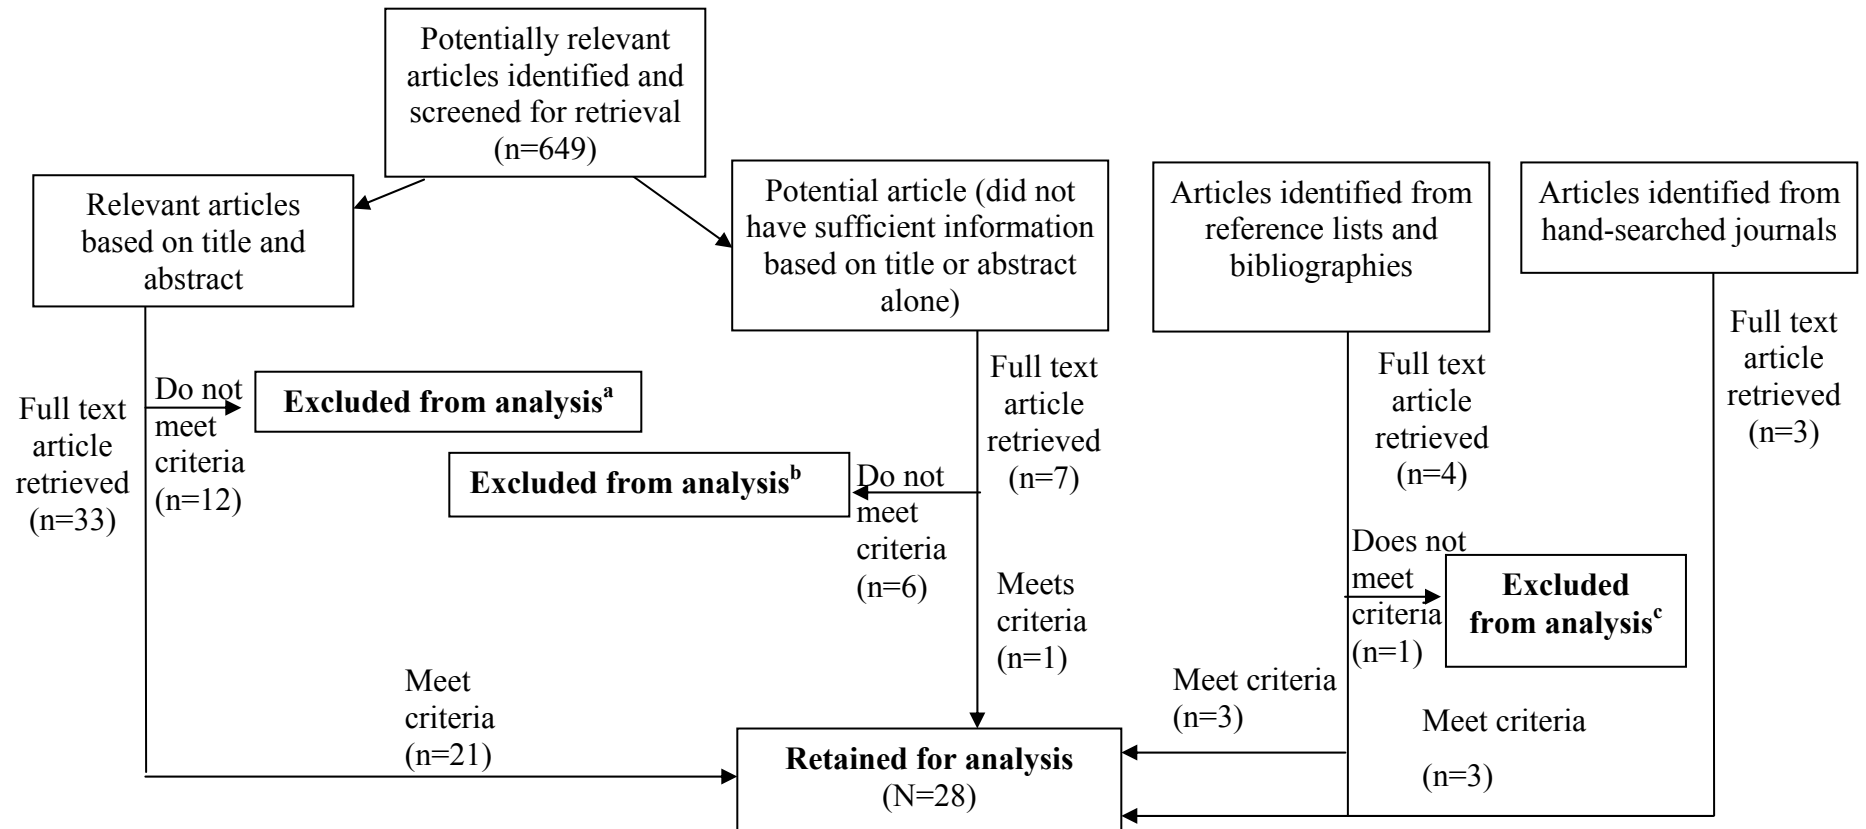 Potentially relevant
articles identified and
screened for retrieval
(n=649)
Relevant articles
based on title and
abstract
Potential article (did not
have sufficient information
based on title or abstract
alone)
Articles identified from
reference lists and
bibliographies
Articles identified from
hand-searched journals
Full text
article
retrieved
(n=33)
Do not
meet
criteria
(n=12)
Excluded from analysisᵃ
Excluded from analysisᵇ
Do not
meet
criteria
(n=6)
Full text
article
retrieved
(n=7)
Meets
criteria
(n=1)
Full text
article
retrieved
(n=4)
Does not
meet
criteria
(n=1)
Excluded
from analysisᶜ
Full text
article
retrieved
(n=3)
Meet
criteria
(n=21)
Meet criteria
(n=3)
Meet criteria
(n=3)
Retained for analysis
(N=28)